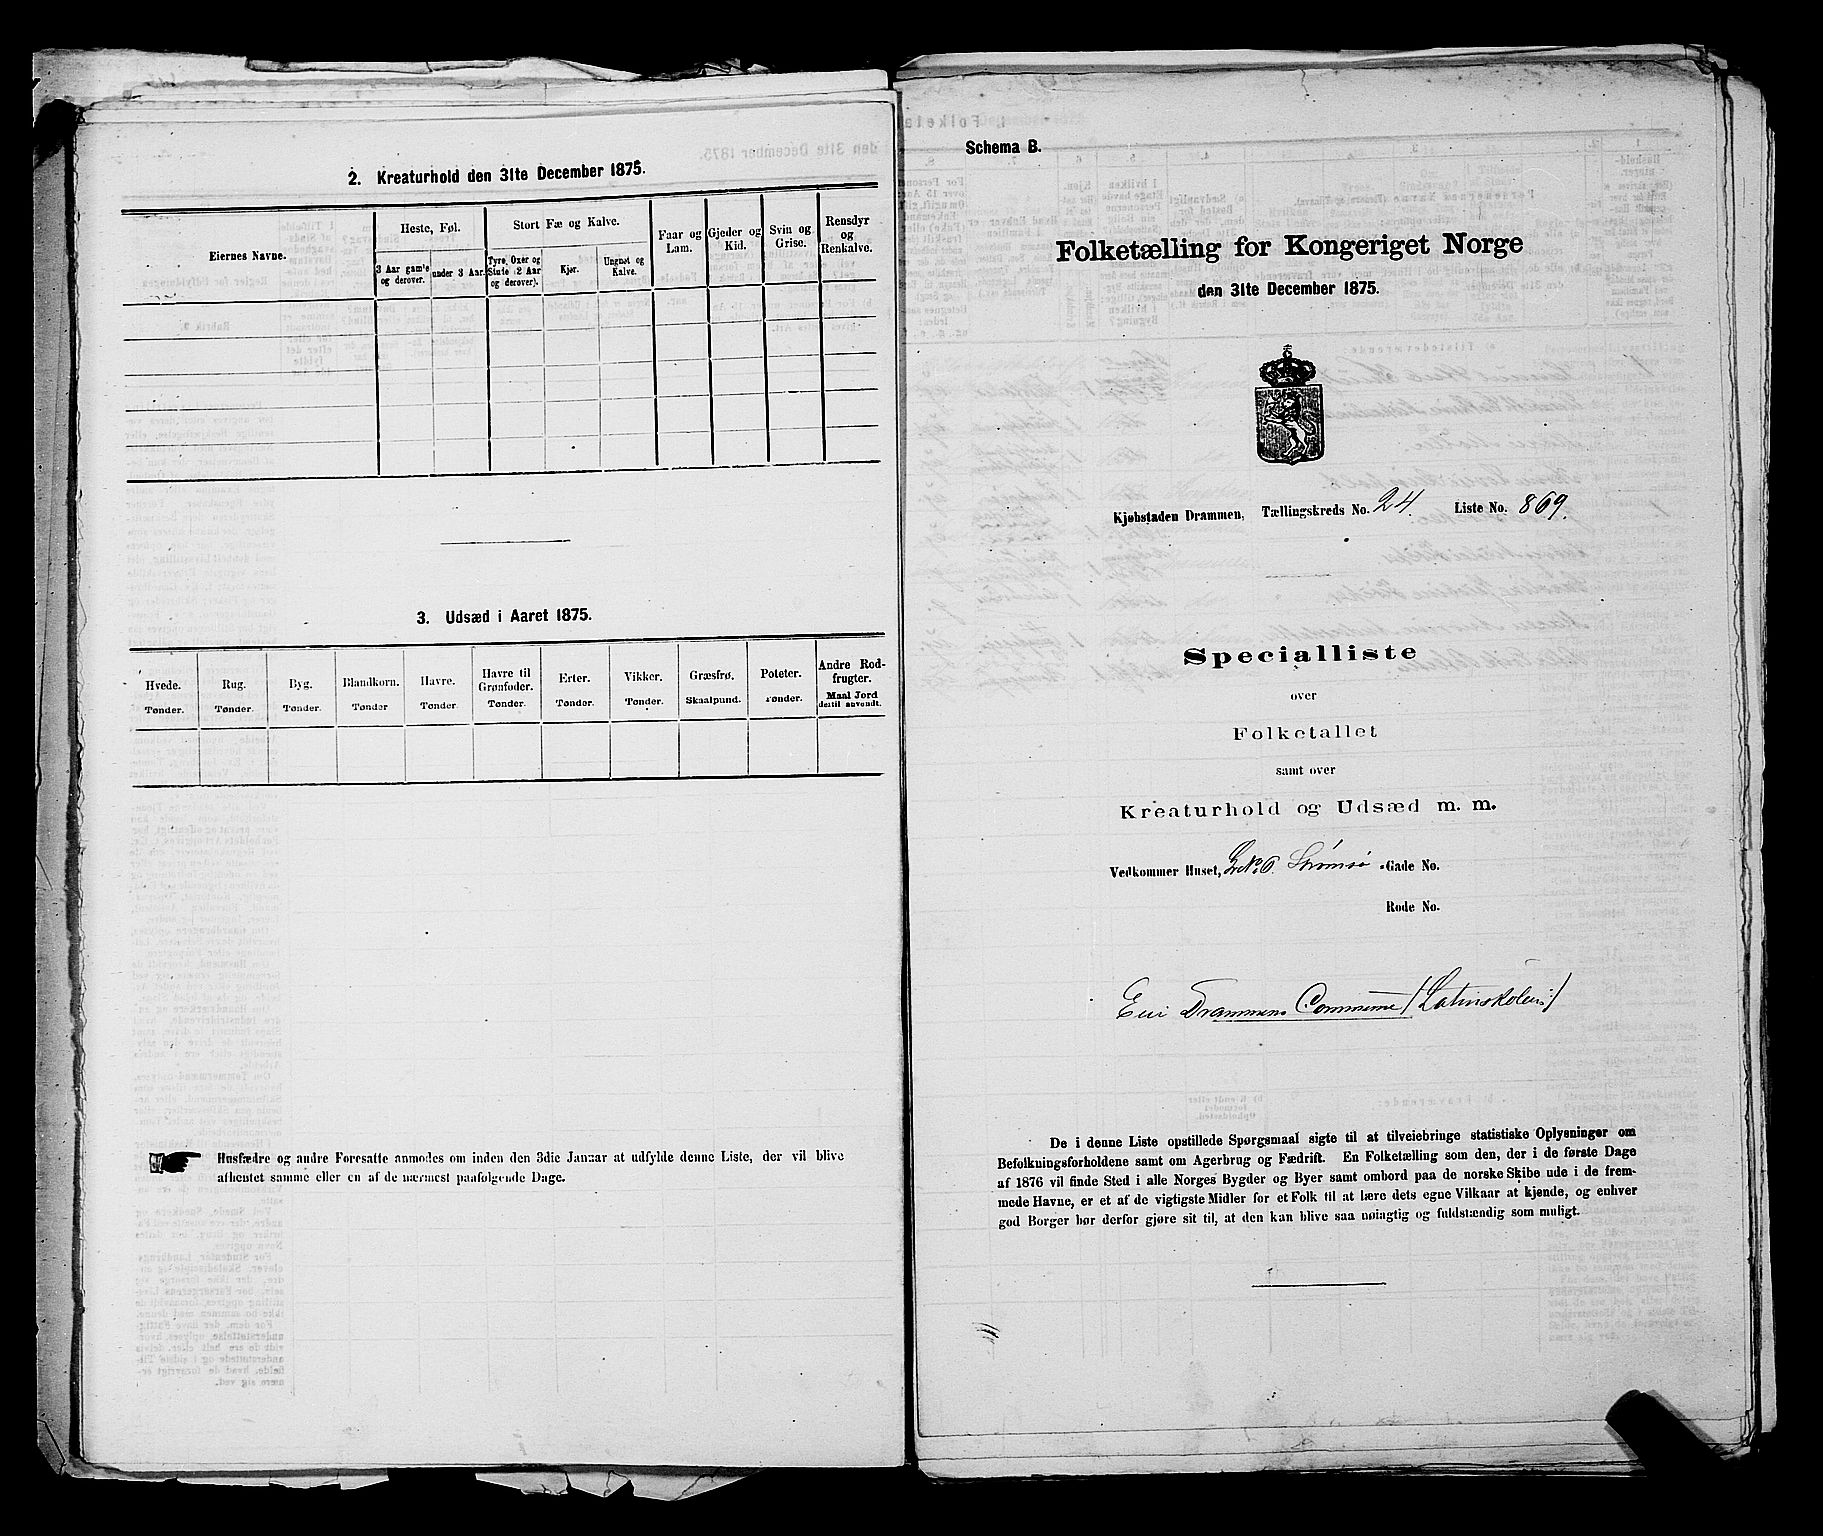 2. Kreaturhold den 31te December 1875.
Eiernes Navne.
Heste, Føl.
3 Aar gamle og derover.
under 3 Aar.
Stort Fæ og Kalve.
Tyre, Oxer og Stude (2 Aar og derover).
Kjør.
Ungnøt og Kalve.
Faar og Lam.
Gjeder og Kid.
Svin og Grise.
Rensdyr og Renkalve.
3. Udsæd i Aaret 1875.
Hvede. Tønder.
Rug. Tønder.
Byg. Tønder.
Blandkorn. Tønder
Havre. Tønder.
Havre til Grønfoder. Tønder.
Erter. Tønder.
Vikker. Tønder.
Græsfrø. Skaalpund.
Poteter. Tønder.
Andre Rodfrugter. Maal Jord dertil anvendt.
Husfædre og andre Foresatte anmodes om inden den 3die Januar at udfylde denne Liste, der vil blive
afhentet samme eller en af de nærmest paafølgende Dage.
Schema B.
Folketælling for Kongeriget Norge
den 31te December 1875.
Kjøbstaden Drammen, Tællingskreds No. 24. Liste No. 869.
Specialliste
over
Folketallet
samt over
Kreaturhold og Udsæd m. m.
Vedkommer Huset, Strømsø -Gade No.
Rode No.
Eier Drammens Commune /Latinskolen:/
De i denne Liste opstillede Spørgsmaal sigte til at tilveiebringe statistiske Oplysninger om
Befolkningsforholdene samt om Agerbrug og Fædrift. En Folketælling som den, der i de første Dage
af 1876 vil finde Sted i alle Norges Bygder og Byer samt ombord paa de norske Skibe ude i de frem-
mede Havne, er et af de vigtigste Midler for et Folk til at lære dets egne Vilkaar at kjende, og enhver
god Borger bør derfor gjøre sit til, at den kan blive saa nøiagtig og fuldstændig som muligt.